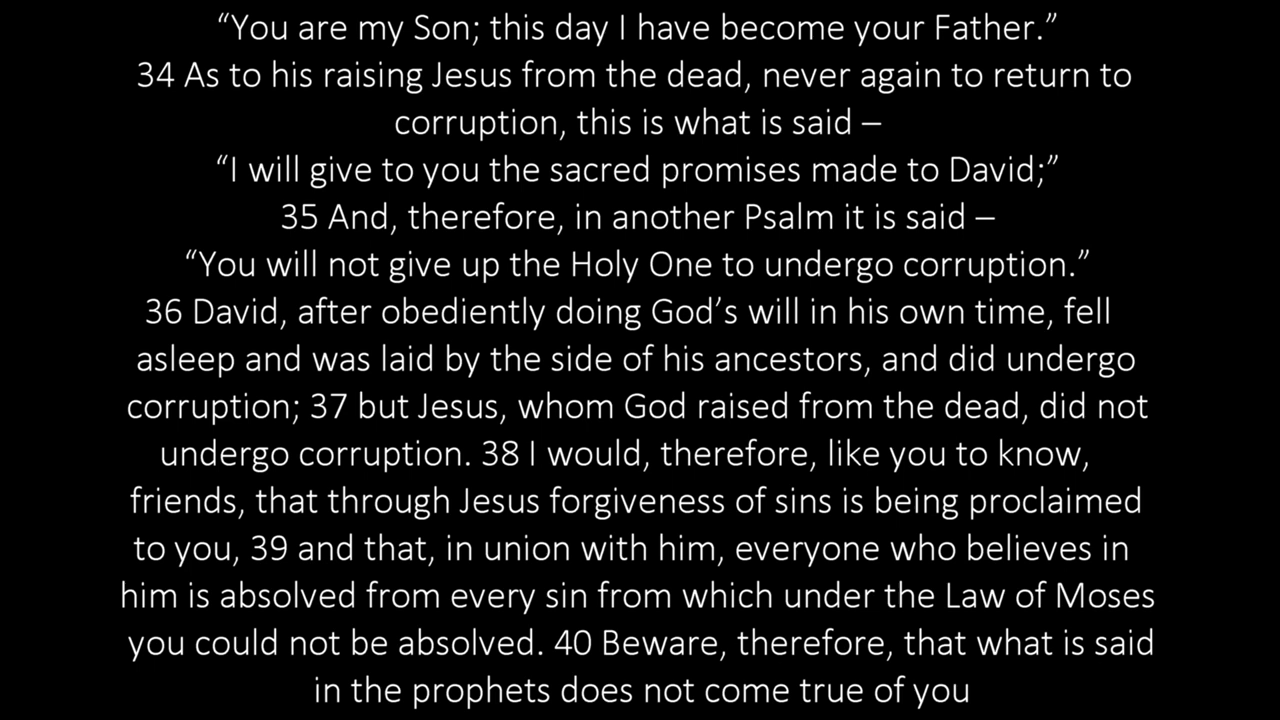 “You are my Son; this day I have become your Father.”
34 As to his raising Jesus from the dead, never again to return to
corruption, this is what is said –
“I will give to you the sacred promises made to David;”
35 And, therefore, in another Psalm it is said –
“You will not give up the Holy One to undergo corruption.”
36 David, after obediently doing God’s will in his own time, fell
asleep and was laid by the side of his ancestors, and did undergo
corruption; 37 but Jesus, whom God raised from the dead, did not
undergo corruption. 38 I would, therefore, like you to know,
friends, that through Jesus forgiveness of sins is being proclaimed
to you, 39 and that, in union with him, everyone who believes in
him is absolved from every sin from which under the Law of Moses
you could not be absolved. 40 Beware, therefore, that what is said
in the prophets does not come true of you